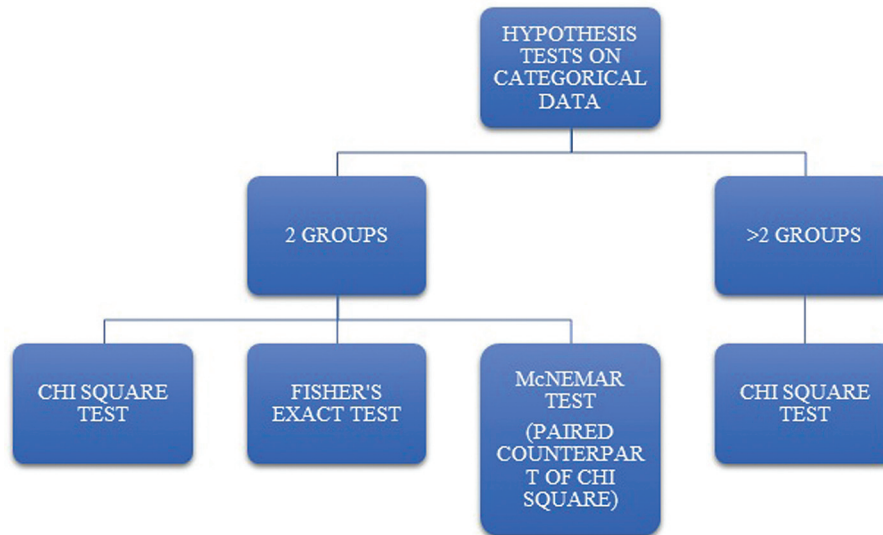 HYPOTHESIS
TESTS ON
CATEGORICAL
DATA
2 GROUPS
>2 GROUPS
CHI SQUARE
TEST
FISHER'S
EXACT TEST
McNEMAR
TEST
(PAIRED
COUNTERPAR
T OF CHI
SQUARE)
CHI SQUARE
TEST